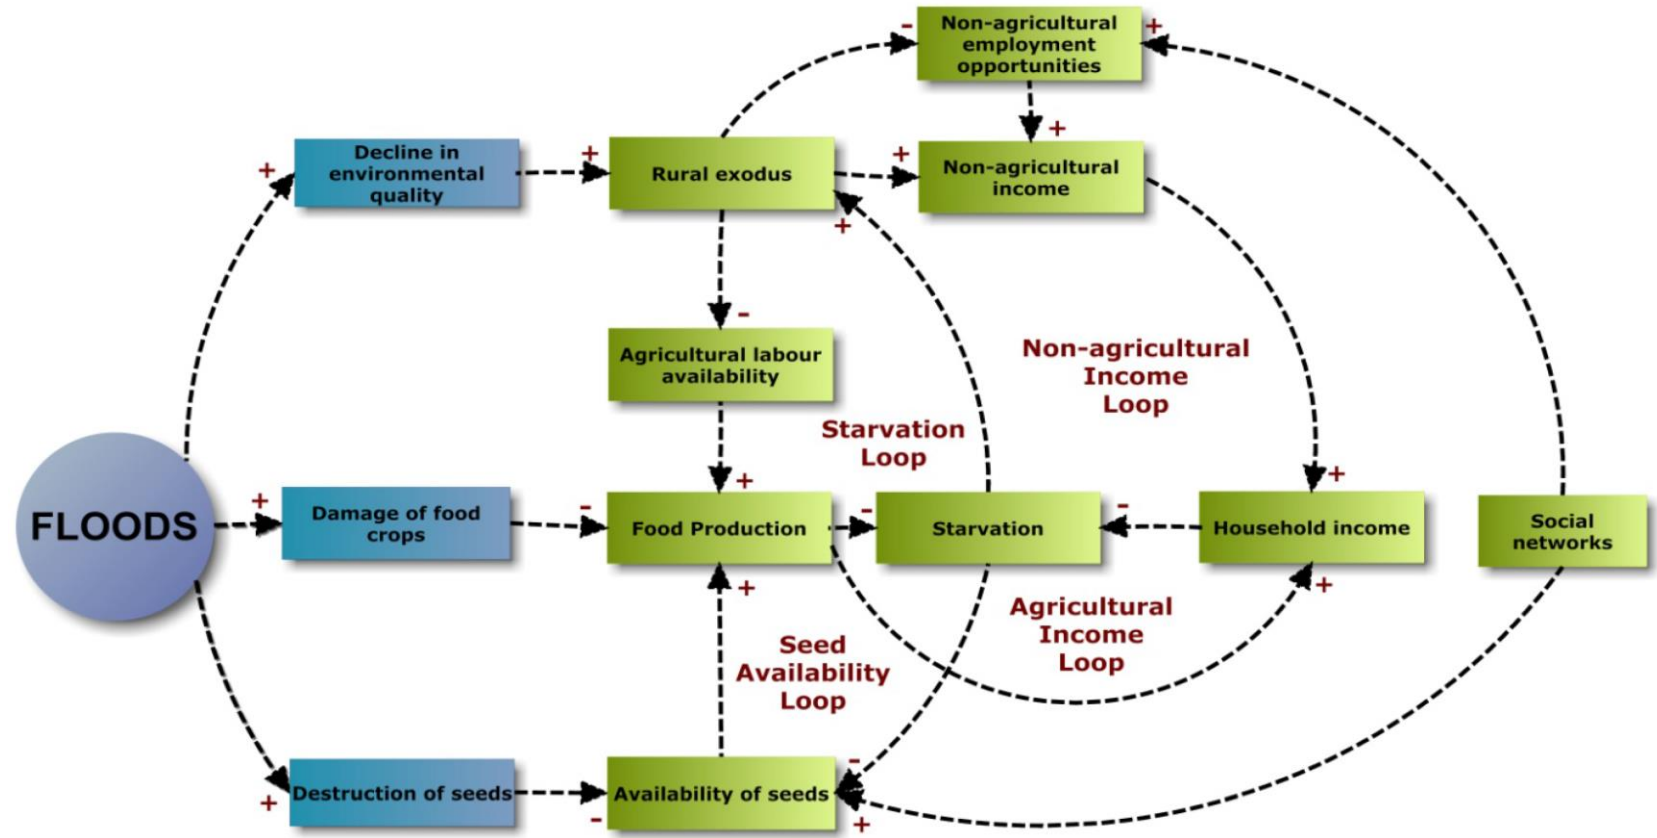 Non-agricultural
employment
opportunities
-
+
+
Decline in
environmental
quality
+
+
Rural exodus
+
Non-agricultural
income
+
+
-
Agricultural labour
availability
Non-agricultural
Income
Loop
Starvation
Loop
+
+
FLOODS
+
Damage of food
crops
-
Food Production
-
Starvation
-
Household income
Social
networks
+
+
Agricultural
Income
Loop
Seed
Availability
Loop
-
+
Destruction of seeds
-
Availability of seeds
+